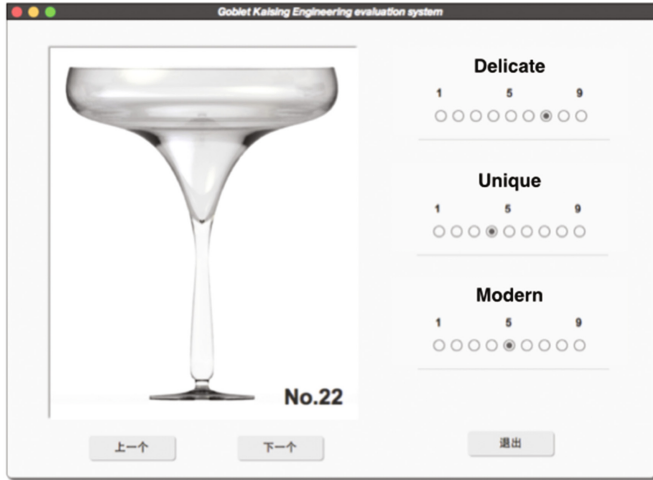 Goblet Kaising Engineering evaluation system
Delicate
1 5 9
Unique
1 5 9
Modern
1 5 9
No.22
上一个 下一个 退出